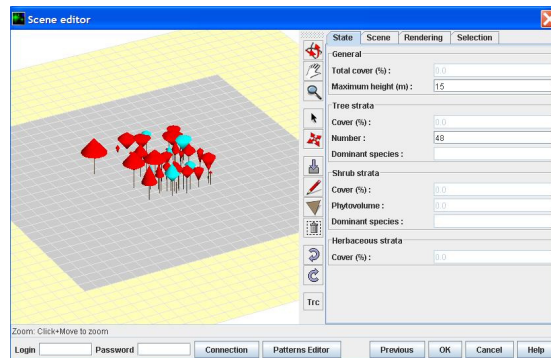 Scene editor
State Scene Rendering Selection
General
Total cover (%) : 0.0
Maximum height (m) : 15
Tree strata
Cover (%) : 0.0
Number : 48
Dominant species :
Shrub strata
Cover (%) : 0.0
Phytovolume : 0.0
Dominant species :
Herbaceous strata
Cover (%) : 0.0
Trc
Zoom: Click+Move to zoom
Login Password Connection Patterns Editor Previous OK Cancel Help